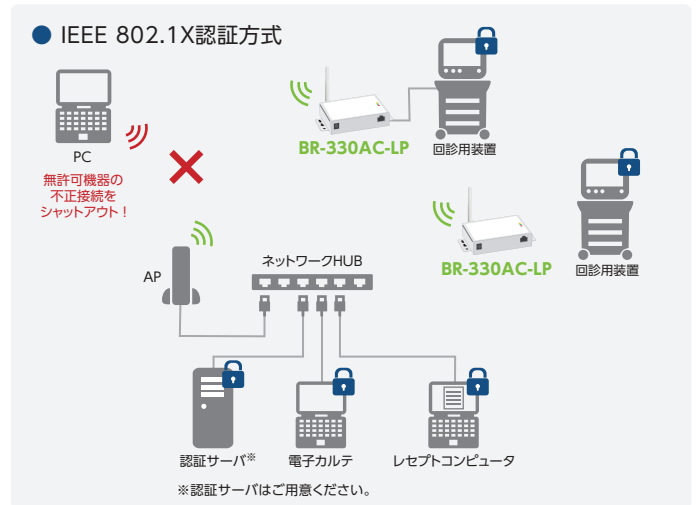 ● IEEE 802.1X認証方式
PC
無許可機器の
不正接続を
シャットアウト！
BR-330AC-LP
回診用装置
BR-330AC-LP
回診用装置
AP
ネットワークHUB
認証サーバ※
電子カルテ
レセプトコンピュータ
※認証サーバはご用意ください。